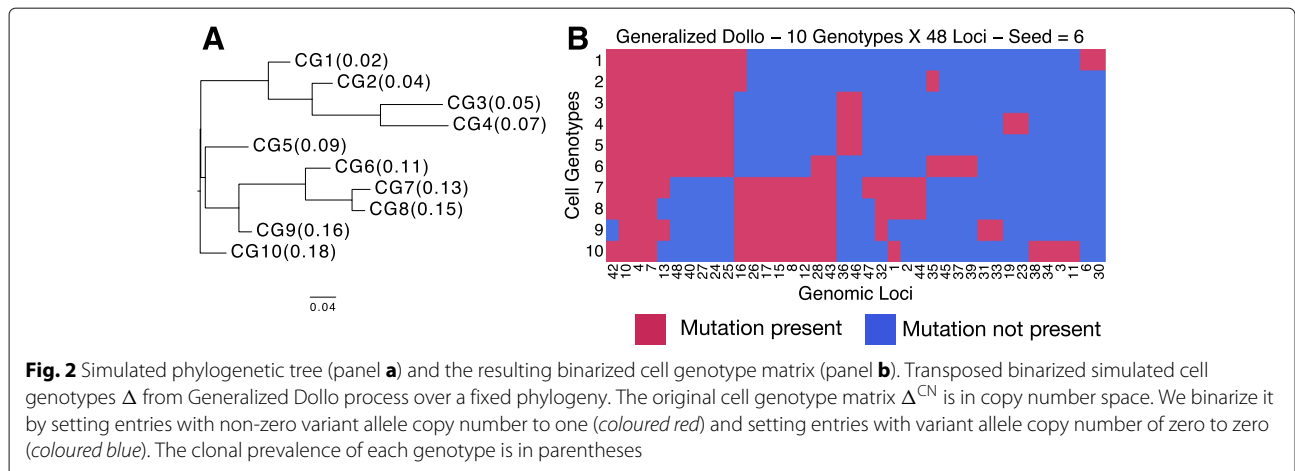 A
CG1(0.02)
CG2(0.04)
CG3(0.05)
CG4(0.07)
CG5(0.09)
CG6(0.11)
CG7(0.13)
CG8(0.15)
CG9(0.16)
CG10(0.18)
0.04
B
Generalized Dollo – 10 Genotypes X 48 Loci – Seed = 6
Cell Genotypes
1
2
3
4
5
6
7
8
9
10
42 10 4 7 13 48 40 27 24 25 16 26 17 15 8 12 28 43 36 46 47 32 1 2 44 35 45 37 39 31 33 19 23 38 34 3 11 6 30
Genomic Loci
Mutation present
Mutation not present
Fig. 2 Simulated phylogenetic tree (panel a) and the resulting binarized cell genotype matrix (panel b). Transposed binarized simulated cell
genotypes Δ from Generalized Dollo process over a fixed phylogeny. The original cell genotype matrix Δ^CN is in copy number space. We binarize it
by setting entries with non-zero variant allele copy number to one (coloured red) and setting entries with variant allele copy number of zero to zero
(coloured blue). The clonal prevalence of each genotype is in parentheses